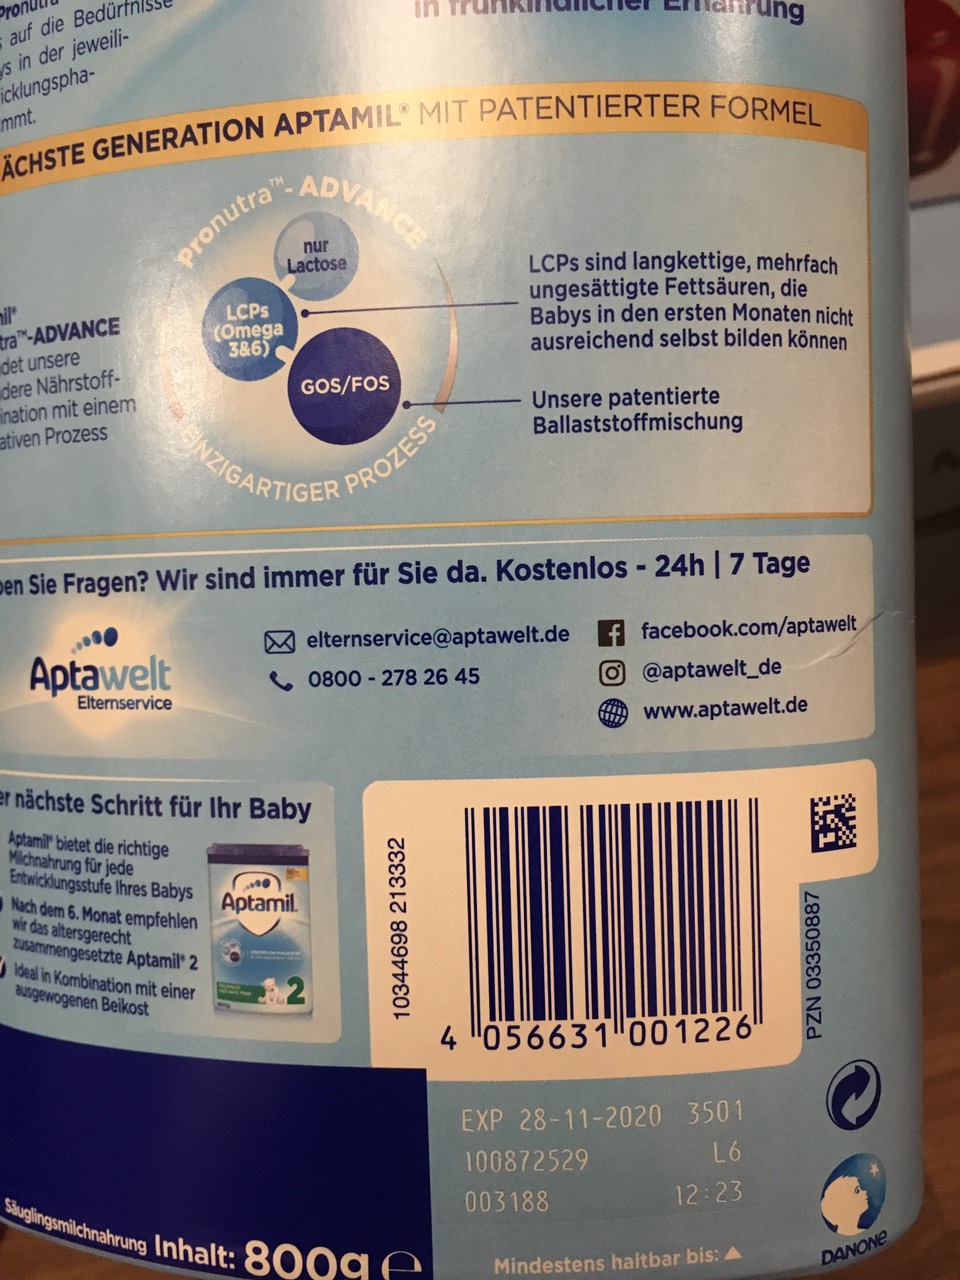 auf die Bedürfnisse
ys in der jeweili-
icklungspha-
mmt.
in frühkindlicher Ernährung
ÄCHSTE GENERATION APTAMIL® MIT PATENTIERTER FORMEL
Pronutra™- ADVANCE
nur
Lactose
LCPs
(Omega
3&6)
GOS/FOS
EINZIGARTIGER PROZESS
LCPs sind langkettige, mehrfach
ungesättigte Fettsäuren, die
Babys in den ersten Monaten nicht
ausreichend selbst bilden können
Unsere patentierte
Ballaststoffmischung
il®
tra™-ADVANCE
det unsere
dere Nährstoff-
ination mit einem
ativen Prozess
en Sie Fragen? Wir sind immer für Sie da. Kostenlos - 24h | 7 Tage
Aptawelt
Elternservice
elternservice@aptawelt.de
0800 - 278 26 45
facebook.com/aptawelt
@aptawelt_de
www.aptawelt.de
er nächste Schritt für Ihr Baby
Aptamil® bietet die richtige
Milchnahrung für jede
Entwicklungsstufe Ihres Babys
Nach dem 6. Monat empfehlen
wir das altersgerecht
zusammengesetzte Aptamil® 2
Ideal in Kombination mit einer
ausgewogenen Beikost
Aptamil
2
10344698 213332
4 056631 001226
PZN 03350887
EXP 28-11-2020 3501
100872529 L6
003188 12:23
Mindestens haltbar bis:
DANONE
Säuglingsmilchnahrung Inhalt: 800g e